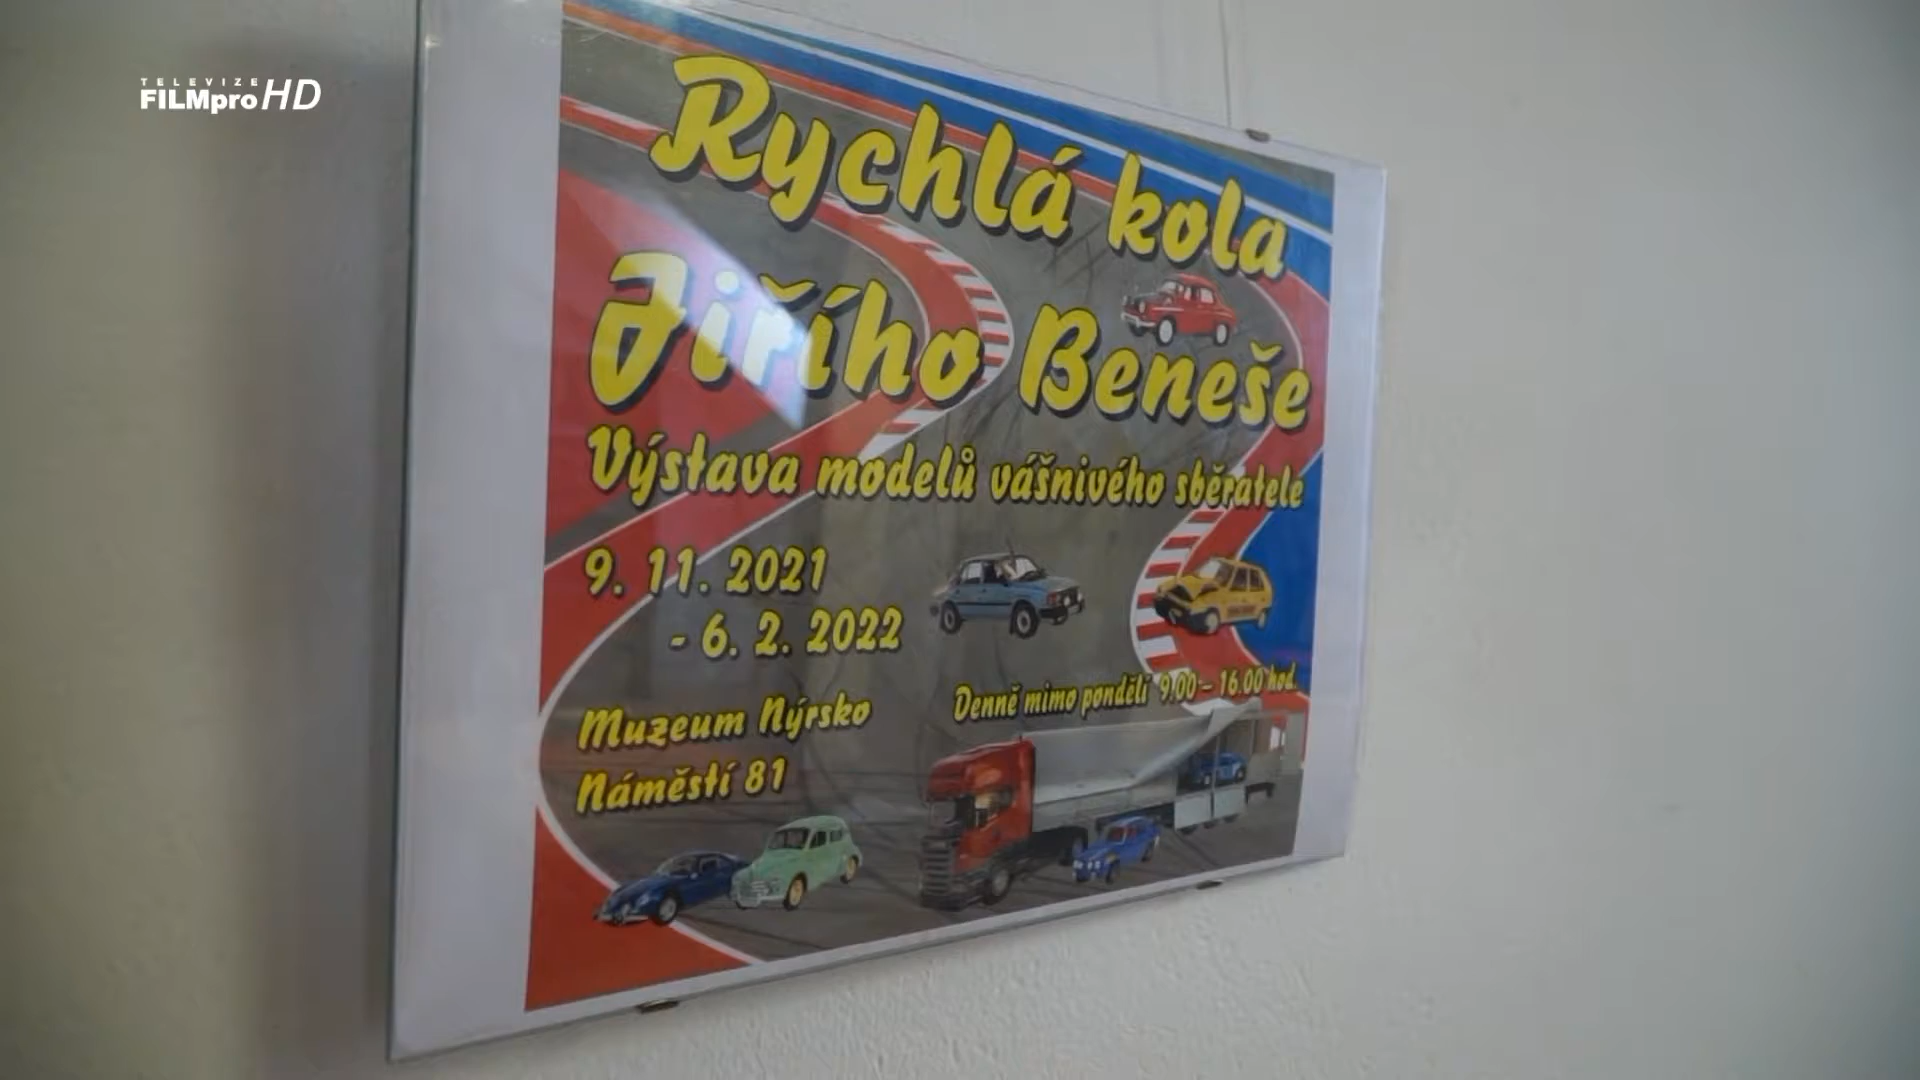 TELEVIZE
FILMpro HD
Rychlá kola
Jiřího Beneše
Výstava modelů vášnivého sběratele
9. 11. 2021
- 6. 2. 2022
Denně mimo pondělí 9.00 – 16.00 hod.
Muzeum Nýrsko
Náměstí 81